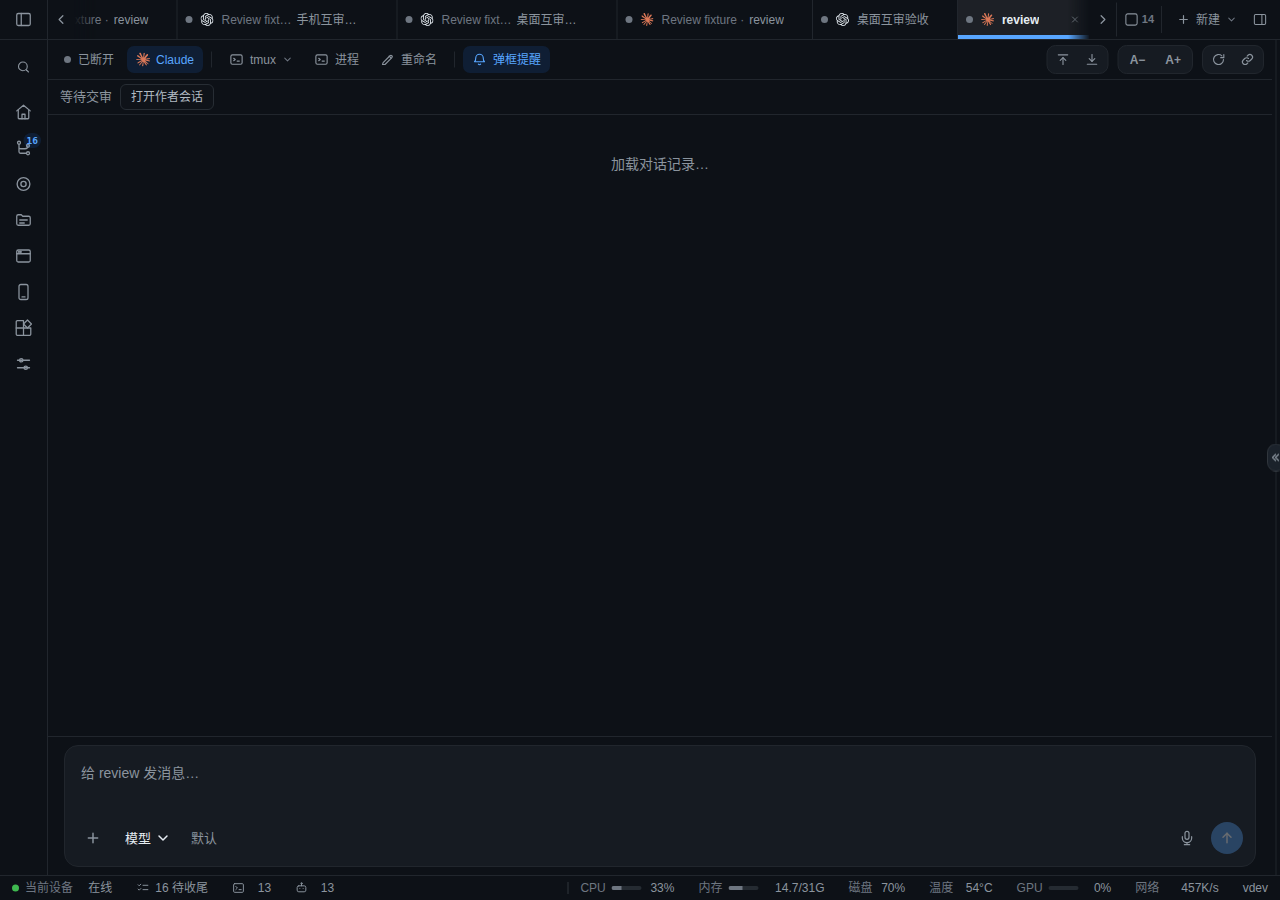 xture · review
Review fixt… 手机互审…
Review fixt… 桌面互审…
Review fixture · review
桌面互审验收
review ×
14
新建
已断开
Claude
tmux
进程
重命名
弹框提醒
A−
A+
等待交审
打开作者会话
16
加载对话记录…
给 review 发消息…
模型
默认
当前设备 在线
16 待收尾
13
13
CPU 33%
内存 14.7/31G
磁盘 70%
温度 54°C
GPU 0%
网络 457K/s
vdev